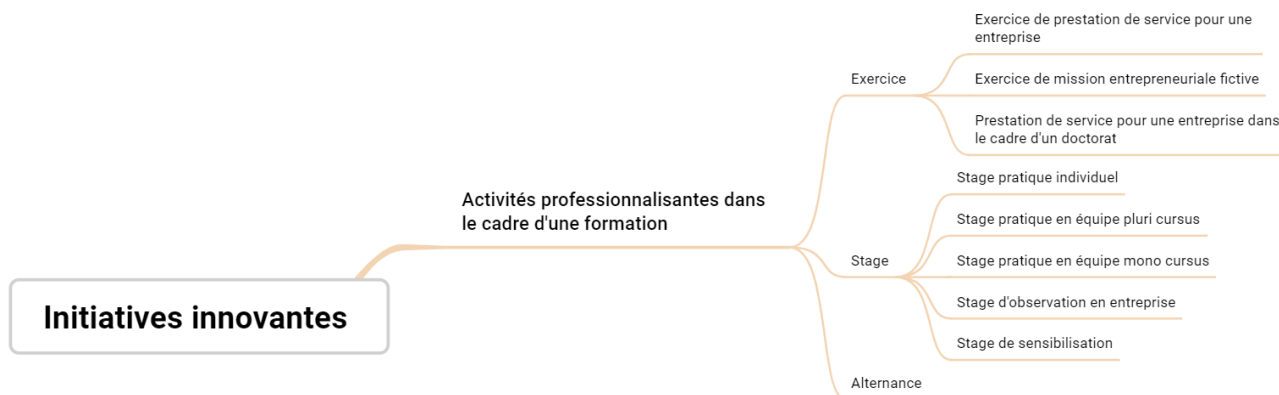 Exercice de prestation de service pour une
entreprise
Exercice
Exercice de mission entrepreneuriale fictive
Prestation de service pour une entreprise dans
le cadre d'un doctorat
Stage pratique individuel
Activités professionnalisantes dans
le cadre d'une formation
Stage pratique en équipe pluri cursus
Stage
Stage pratique en équipe mono cursus
Stage d'observation en entreprise
Initiatives innovantes
Stage de sensibilisation
Alternance